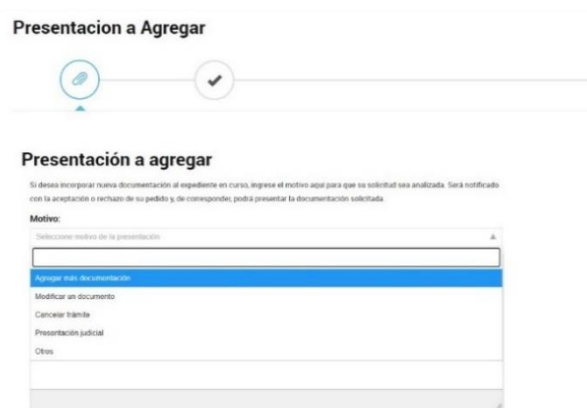 Presentacion a Agregar
Presentación a agregar
Si desea incorporar nueva documentación al expediente en curso, ingrese el motivo aquí para que su solicitud sea analizada. Será notificado
con la aceptación o rechazo de su pedido y, de corresponder, podrá presentar la documentación solicitada.
Motivo:
Seleccione motivo de la presentación
Agregar más documentación
Modificar un documento
Cancelar trámite
Presentación judicial
Otros